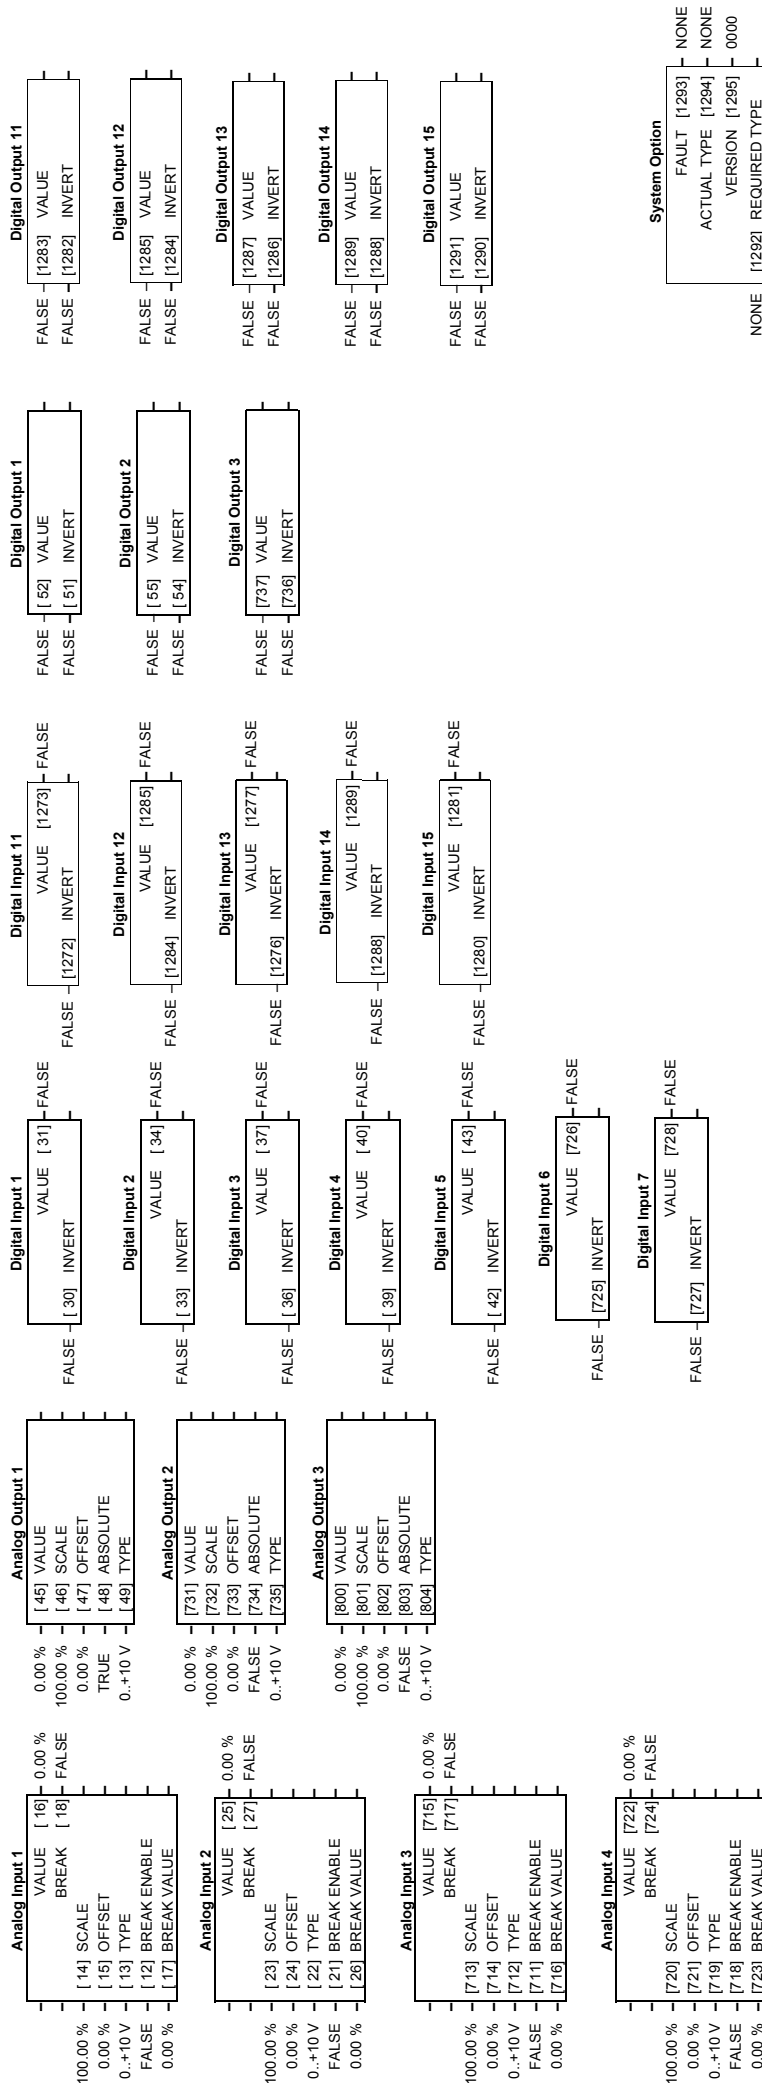 Analog Input 1
VALUE [ 16] 0.00 %
BREAK [ 18] FALSE
100.00 % [ 14] SCALE
0.00 % [ 15] OFFSET
0..+10 V [ 13] TYPE
FALSE [ 12] BREAK ENABLE
0.00 % [ 17] BREAK VALUE
Analog Input 2
VALUE [ 25] 0.00 %
BREAK [ 27] FALSE
100.00 % [ 23] SCALE
0.00 % [ 24] OFFSET
0..+10 V [ 22] TYPE
FALSE [ 21] BREAK ENABLE
0.00 % [ 26] BREAK VALUE
Analog Input 3
VALUE [715] 0.00 %
BREAK [717] FALSE
100.00 % [713] SCALE
0.00 % [714] OFFSET
0..+10 V [712] TYPE
FALSE [711] BREAK ENABLE
0.00 % [716] BREAK VALUE
Analog Input 4
VALUE [722] 0.00 %
BREAK [724] FALSE
100.00 % [720] SCALE
0.00 % [721] OFFSET
0..+10 V [719] TYPE
FALSE [718] BREAK ENABLE
0.00 % [723] BREAK VALUE
Analog Output 1
0.00 % [ 45] VALUE
100.00 % [ 46] SCALE
0.00 % [ 47] OFFSET
TRUE [ 48] ABSOLUTE
0..+10 V [ 49] TYPE
Analog Output 2
0.00 % [731] VALUE
100.00 % [732] SCALE
0.00 % [733] OFFSET
FALSE [734] ABSOLUTE
0..+10 V [735] TYPE
Analog Output 3
0.00 % [800] VALUE
100.00 % [801] SCALE
0.00 % [802] OFFSET
FALSE [803] ABSOLUTE
0..+10 V [804] TYPE
Digital Input 1
VALUE [ 31] FALSE
FALSE [ 30] INVERT
Digital Input 2
VALUE [ 34] FALSE
FALSE [ 33] INVERT
Digital Input 3
VALUE [ 37] FALSE
FALSE [ 36] INVERT
Digital Input 4
VALUE [ 40] FALSE
FALSE [ 39] INVERT
Digital Input 5
VALUE [ 43] FALSE
FALSE [ 42] INVERT
Digital Input 6
VALUE [726] FALSE
FALSE [725] INVERT
Digital Input 7
VALUE [728] FALSE
FALSE [727] INVERT
Digital Input 11
VALUE [1273] FALSE
FALSE [1272] INVERT
Digital Input 12
VALUE [1285] FALSE
FALSE [1284] INVERT
Digital Input 13
VALUE [1277] FALSE
FALSE [1276] INVERT
Digital Input 14
VALUE [1289] FALSE
FALSE [1288] INVERT
Digital Input 15
VALUE [1281] FALSE
FALSE [1280] INVERT
Digital Output 1
FALSE [ 52] VALUE
FALSE [ 51] INVERT
Digital Output 2
FALSE [ 55] VALUE
FALSE [ 54] INVERT
Digital Output 3
FALSE [737] VALUE
FALSE [736] INVERT
Digital Output 11
FALSE [1283] VALUE
FALSE [1282] INVERT
Digital Output 12
FALSE [1285] VALUE
FALSE [1284] INVERT
Digital Output 13
FALSE [1287] VALUE
FALSE [1286] INVERT
Digital Output 14
FALSE [1289] VALUE
FALSE [1288] INVERT
Digital Output 15
FALSE [1291] VALUE
FALSE [1290] INVERT
System Option
FAULT [1293] NONE
ACTUAL TYPE [1294] NONE
VERSION [1295] 0000
NONE [1292] REQUIRED TYPE